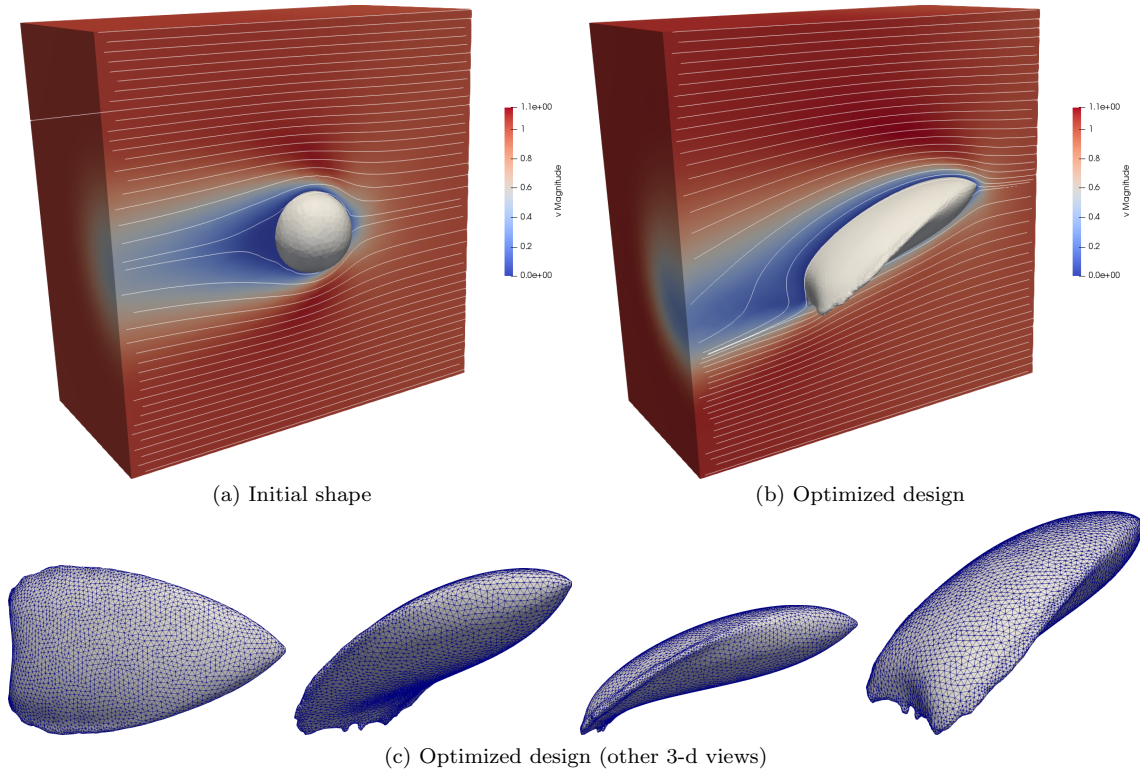 1.1e+00
1
0.8
0.6
0.4
0.2
0.0e+00
v Magnitude
1.1e+00
1
0.8
0.6
0.4
0.2
0.0e+00
v Magnitude
(a) Initial shape
(b) Optimized design
(c) Optimized design (other 3-d views)